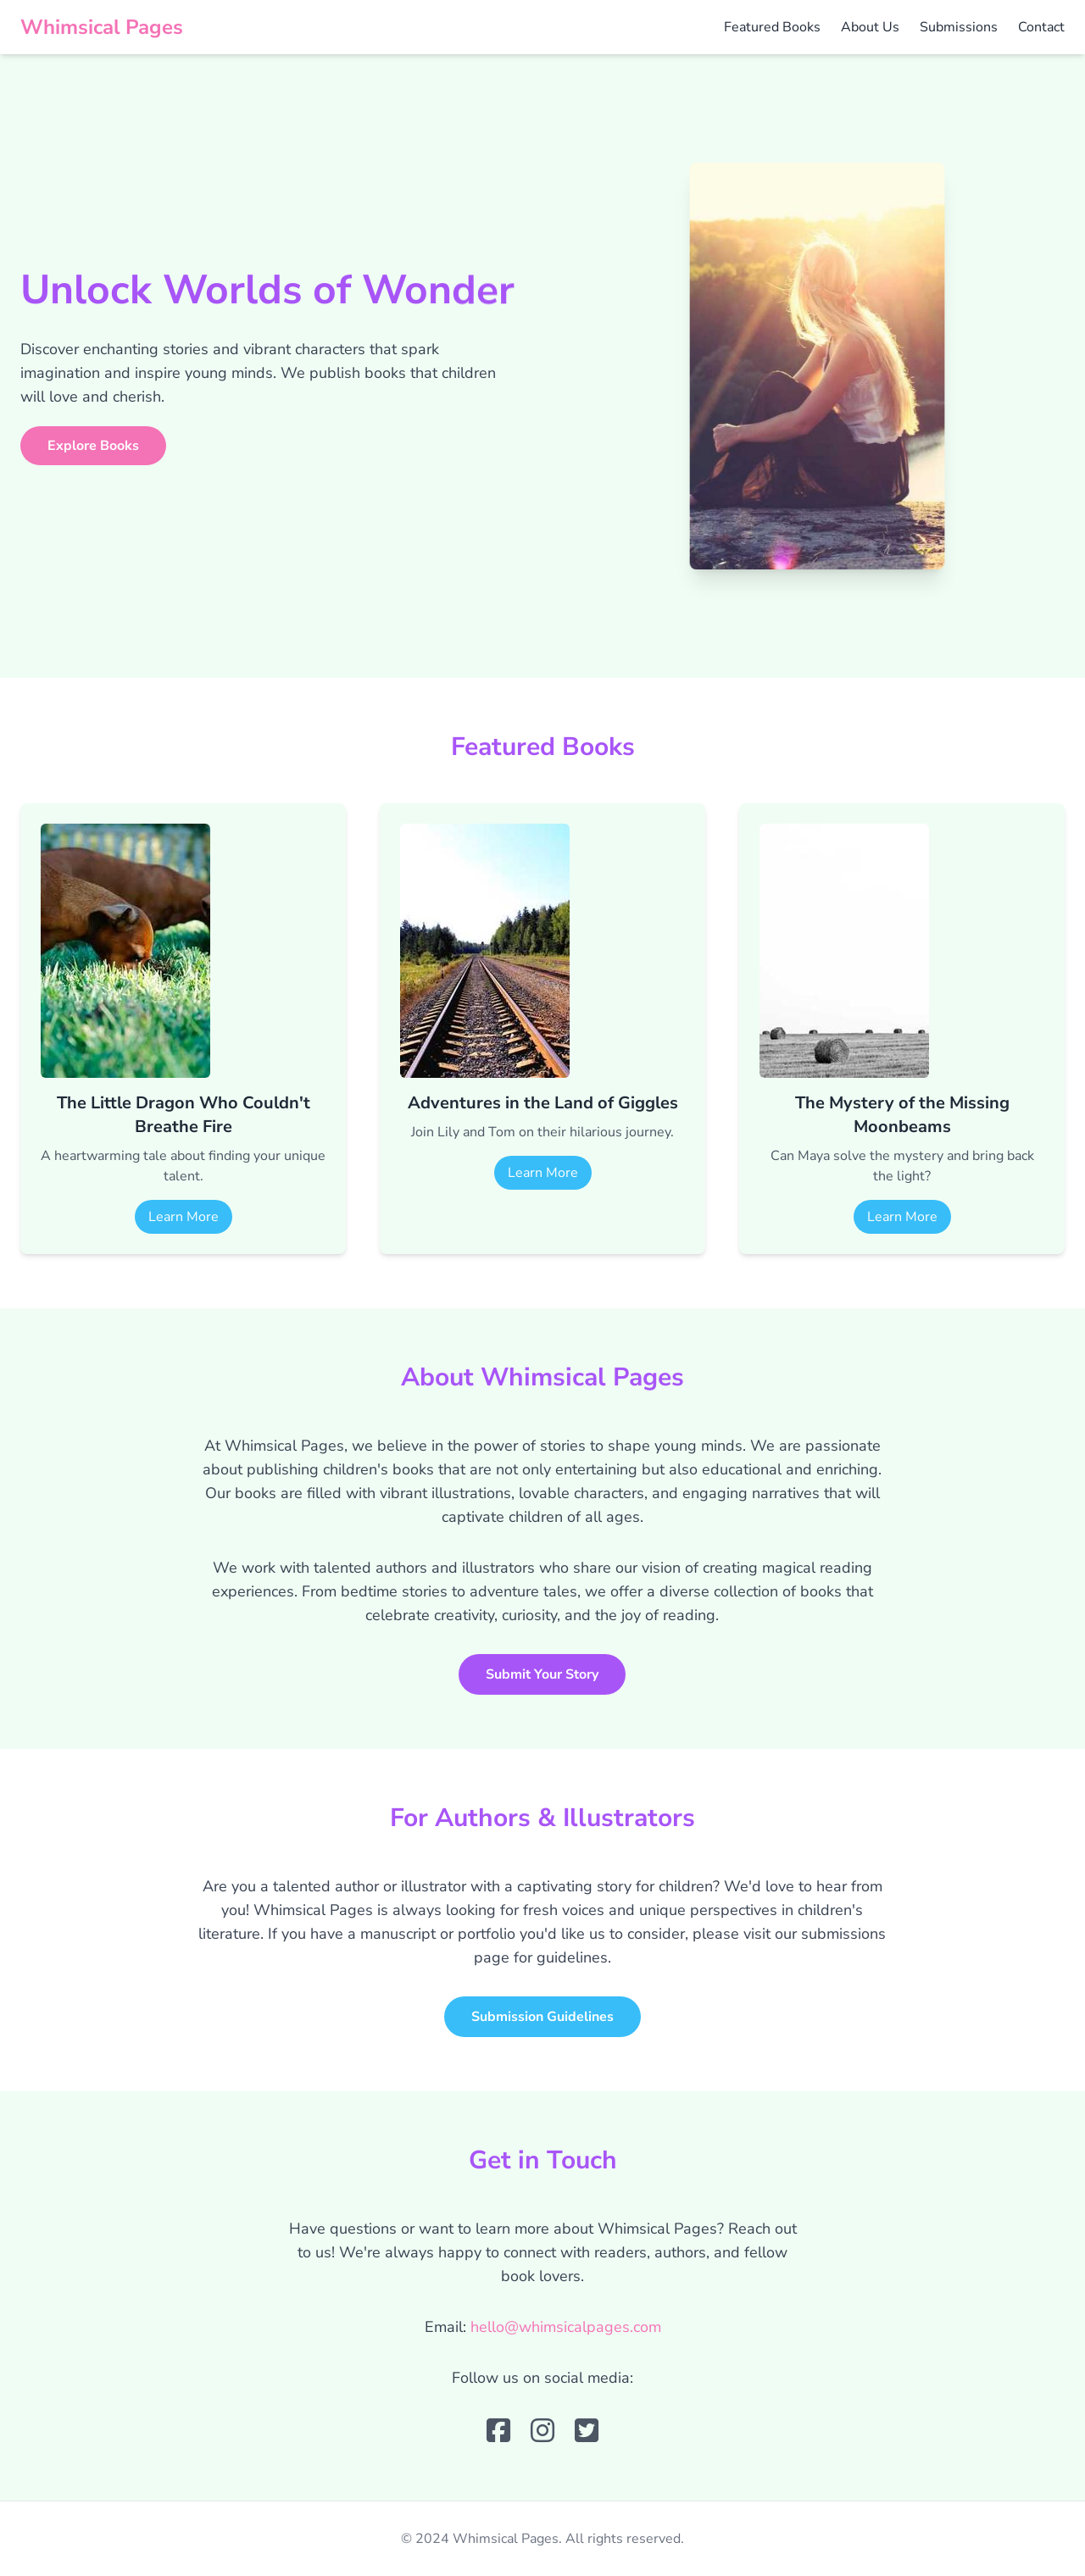 Whimsical Pages
Featured Books
About Us
Submissions
Contact
Unlock Worlds of Wonder
Discover enchanting stories and vibrant characters that spark
imagination and inspire young minds. We publish books that children
will love and cherish.
Explore Books
Featured Books
The Little Dragon Who Couldn't
Breathe Fire
A heartwarming tale about finding your unique
talent.
Learn More
Adventures in the Land of Giggles
Join Lily and Tom on their hilarious journey.
Learn More
The Mystery of the Missing
Moonbeams
Can Maya solve the mystery and bring back
the light?
Learn More
About Whimsical Pages
At Whimsical Pages, we believe in the power of stories to shape young minds. We are passionate
about publishing children's books that are not only entertaining but also educational and enriching.
Our books are filled with vibrant illustrations, lovable characters, and engaging narratives that will
captivate children of all ages.
We work with talented authors and illustrators who share our vision of creating magical reading
experiences. From bedtime stories to adventure tales, we offer a diverse collection of books that
celebrate creativity, curiosity, and the joy of reading.
Submit Your Story
For Authors & Illustrators
Are you a talented author or illustrator with a captivating story for children? We'd love to hear from
you! Whimsical Pages is always looking for fresh voices and unique perspectives in children's
literature. If you have a manuscript or portfolio you'd like us to consider, please visit our submissions
page for guidelines.
Submission Guidelines
Get in Touch
Have questions or want to learn more about Whimsical Pages? Reach out
to us! We're always happy to connect with readers, authors, and fellow
book lovers.
Email: hello@whimsicalpages.com
Follow us on social media:
© 2024 Whimsical Pages. All rights reserved.